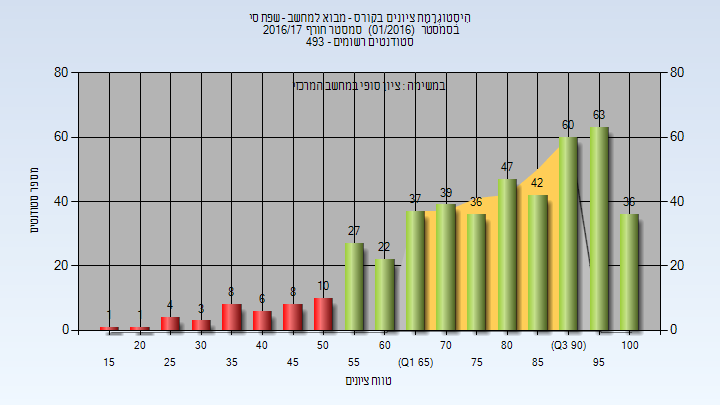 היסטוגרמת ציונים בקורס - מבוא למחשב - שפת סי
בסמסטר (01/2016) סמסטר חורף 2016/17
סטודנטים רשומים - 493
במשימה : ציון סופי במחשב המרכזי
80 80
60 60
40 40
20 20
0 0
מספר סטודנטים
1 1 4 3 8 6 8 10 27 22 37 39 36 47 42 60 63 36
20 30 40 50 60 70 80 (Q3 90) 100
15 25 35 45 55 (Q1 65) 75 85 95
טווח ציונים